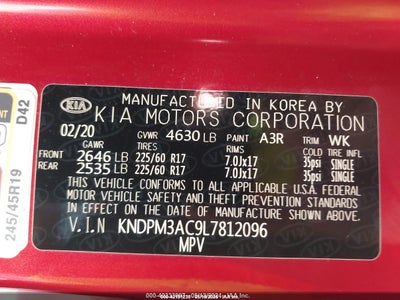 MANUFACTURED IN KOREA BY
KIA MOTORS CORPORATION
KIA
02/20 GVWR 4630 LB PAINT A3R TRIM WK
GAWR TIRES RIMS COLD TIRE INFL
FRONT 2646 LB 225/60 R17 7.0Jx17 35psi SINGLE
REAR 2535 LB 225/60 R17 7.0Jx17 35psi SINGLE
THIS VEHICLE CONFORMS TO ALL APPLICABLE U.S.A. FEDERAL
MOTOR VEHICLE SAFETY AND THEFT PREVENTION STANDARDS
IN EFFECT ON THE DATE OF MANUFACTURE SHOWN ABOVE.
V.I.N KNDPM3AC9L7812096
MPV
D42
245/45R19